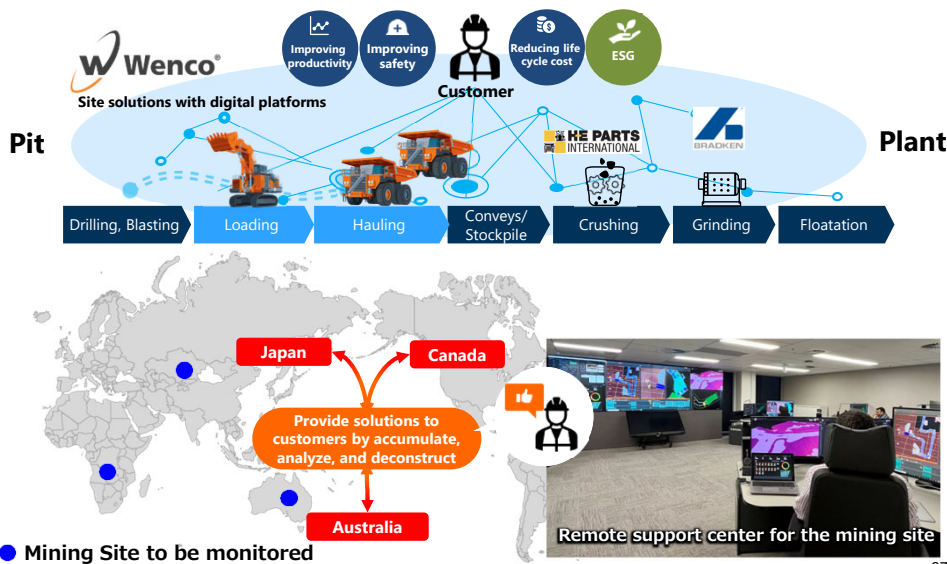 Wenco®
Site solutions with digital platforms
Improving
productivity
Improving
safety
Customer
Reducing life
cycle cost
ESG
Pit
Plant
H-E PARTS
INTERNATIONAL
BRADKEN
Drilling, Blasting
Loading
Hauling
Conveys/
Stockpile
Crushing
Grinding
Floatation
Japan
Canada
Provide solutions to
customers by accumulate,
analyze, and deconstruct
Australia
Mining Site to be monitored
Remote support center for the mining site